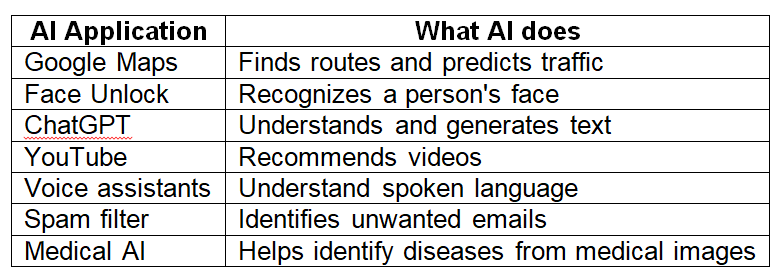 AI Application What AI does
Google Maps Finds routes and predicts traffic
Face Unlock Recognizes a person's face
ChatGPT Understands and generates text
YouTube Recommends videos
Voice assistants Understand spoken language
Spam filter Identifies unwanted emails
Medical AI Helps identify diseases from medical images